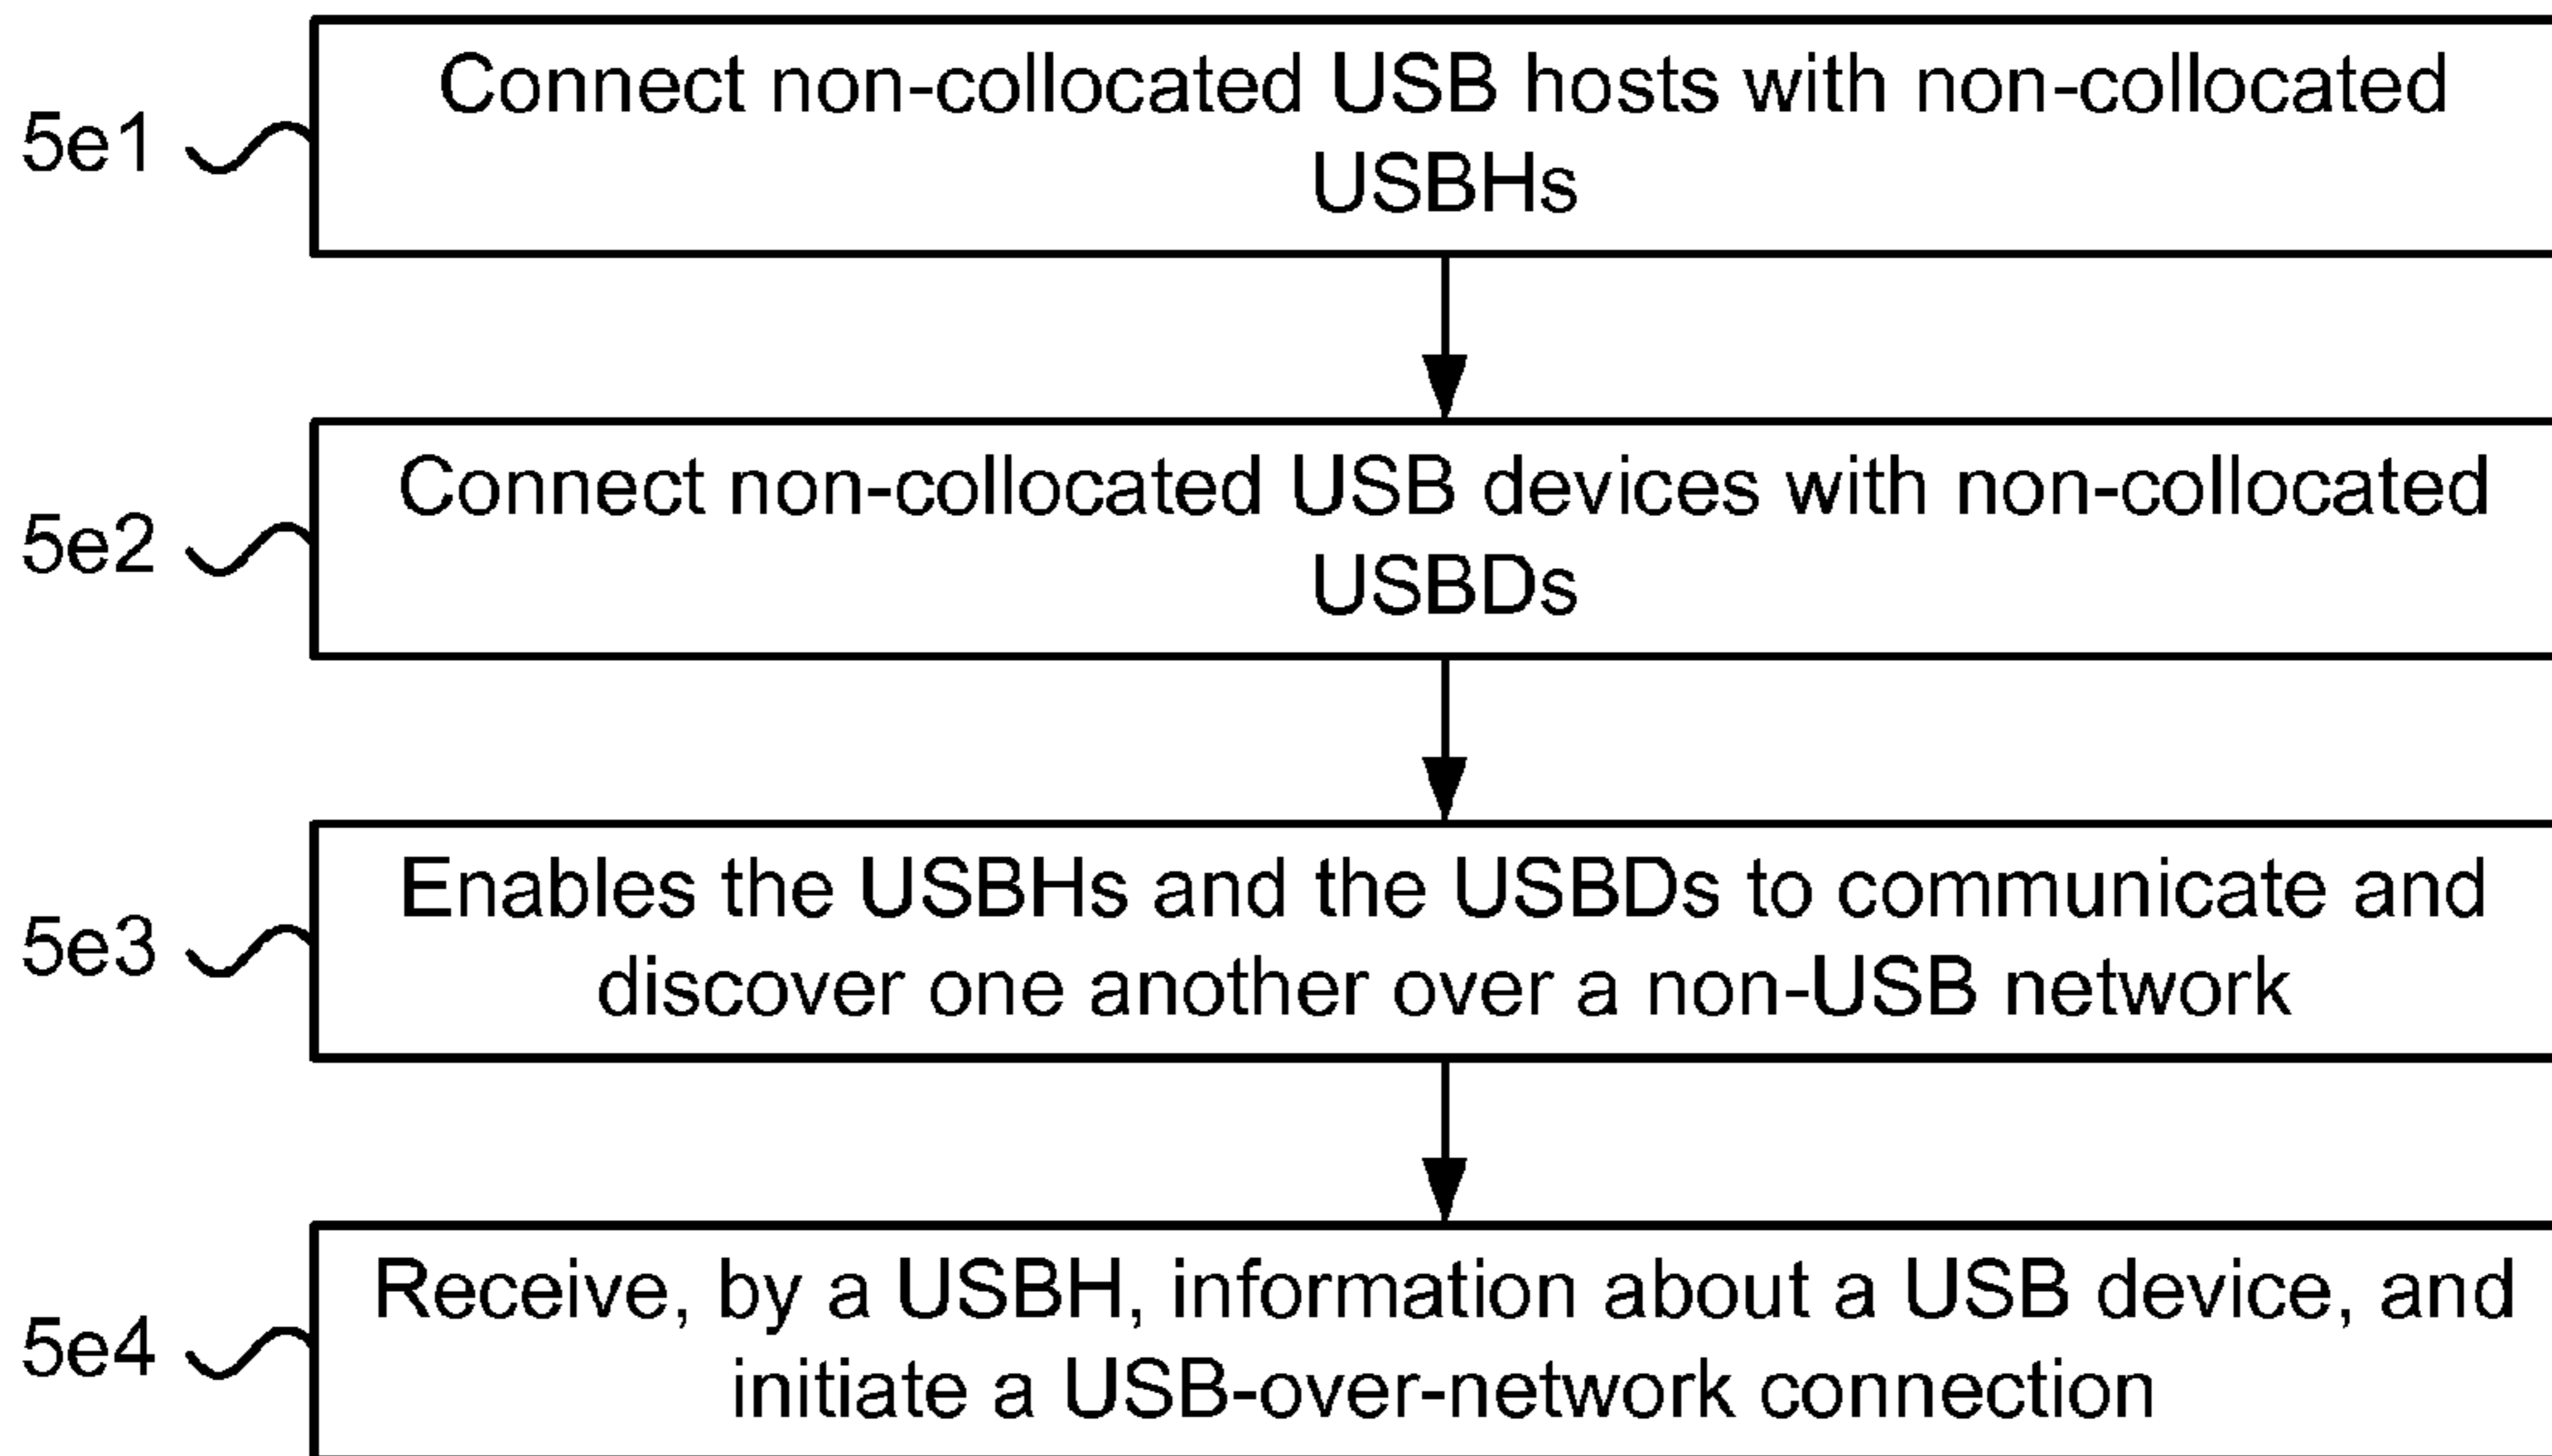 Connect non-collocated USB hosts with non-collocated
5e1
USBHs
Connect non-collocated USB devices with non-collocated
5e2
USBDs
Enables the USBHs and the USBDs to communicate and
5e3
discover one another over a non-USB network
Receive, by a USBH, information about a USB device, and
5e4
initiate a USB-over-network connection